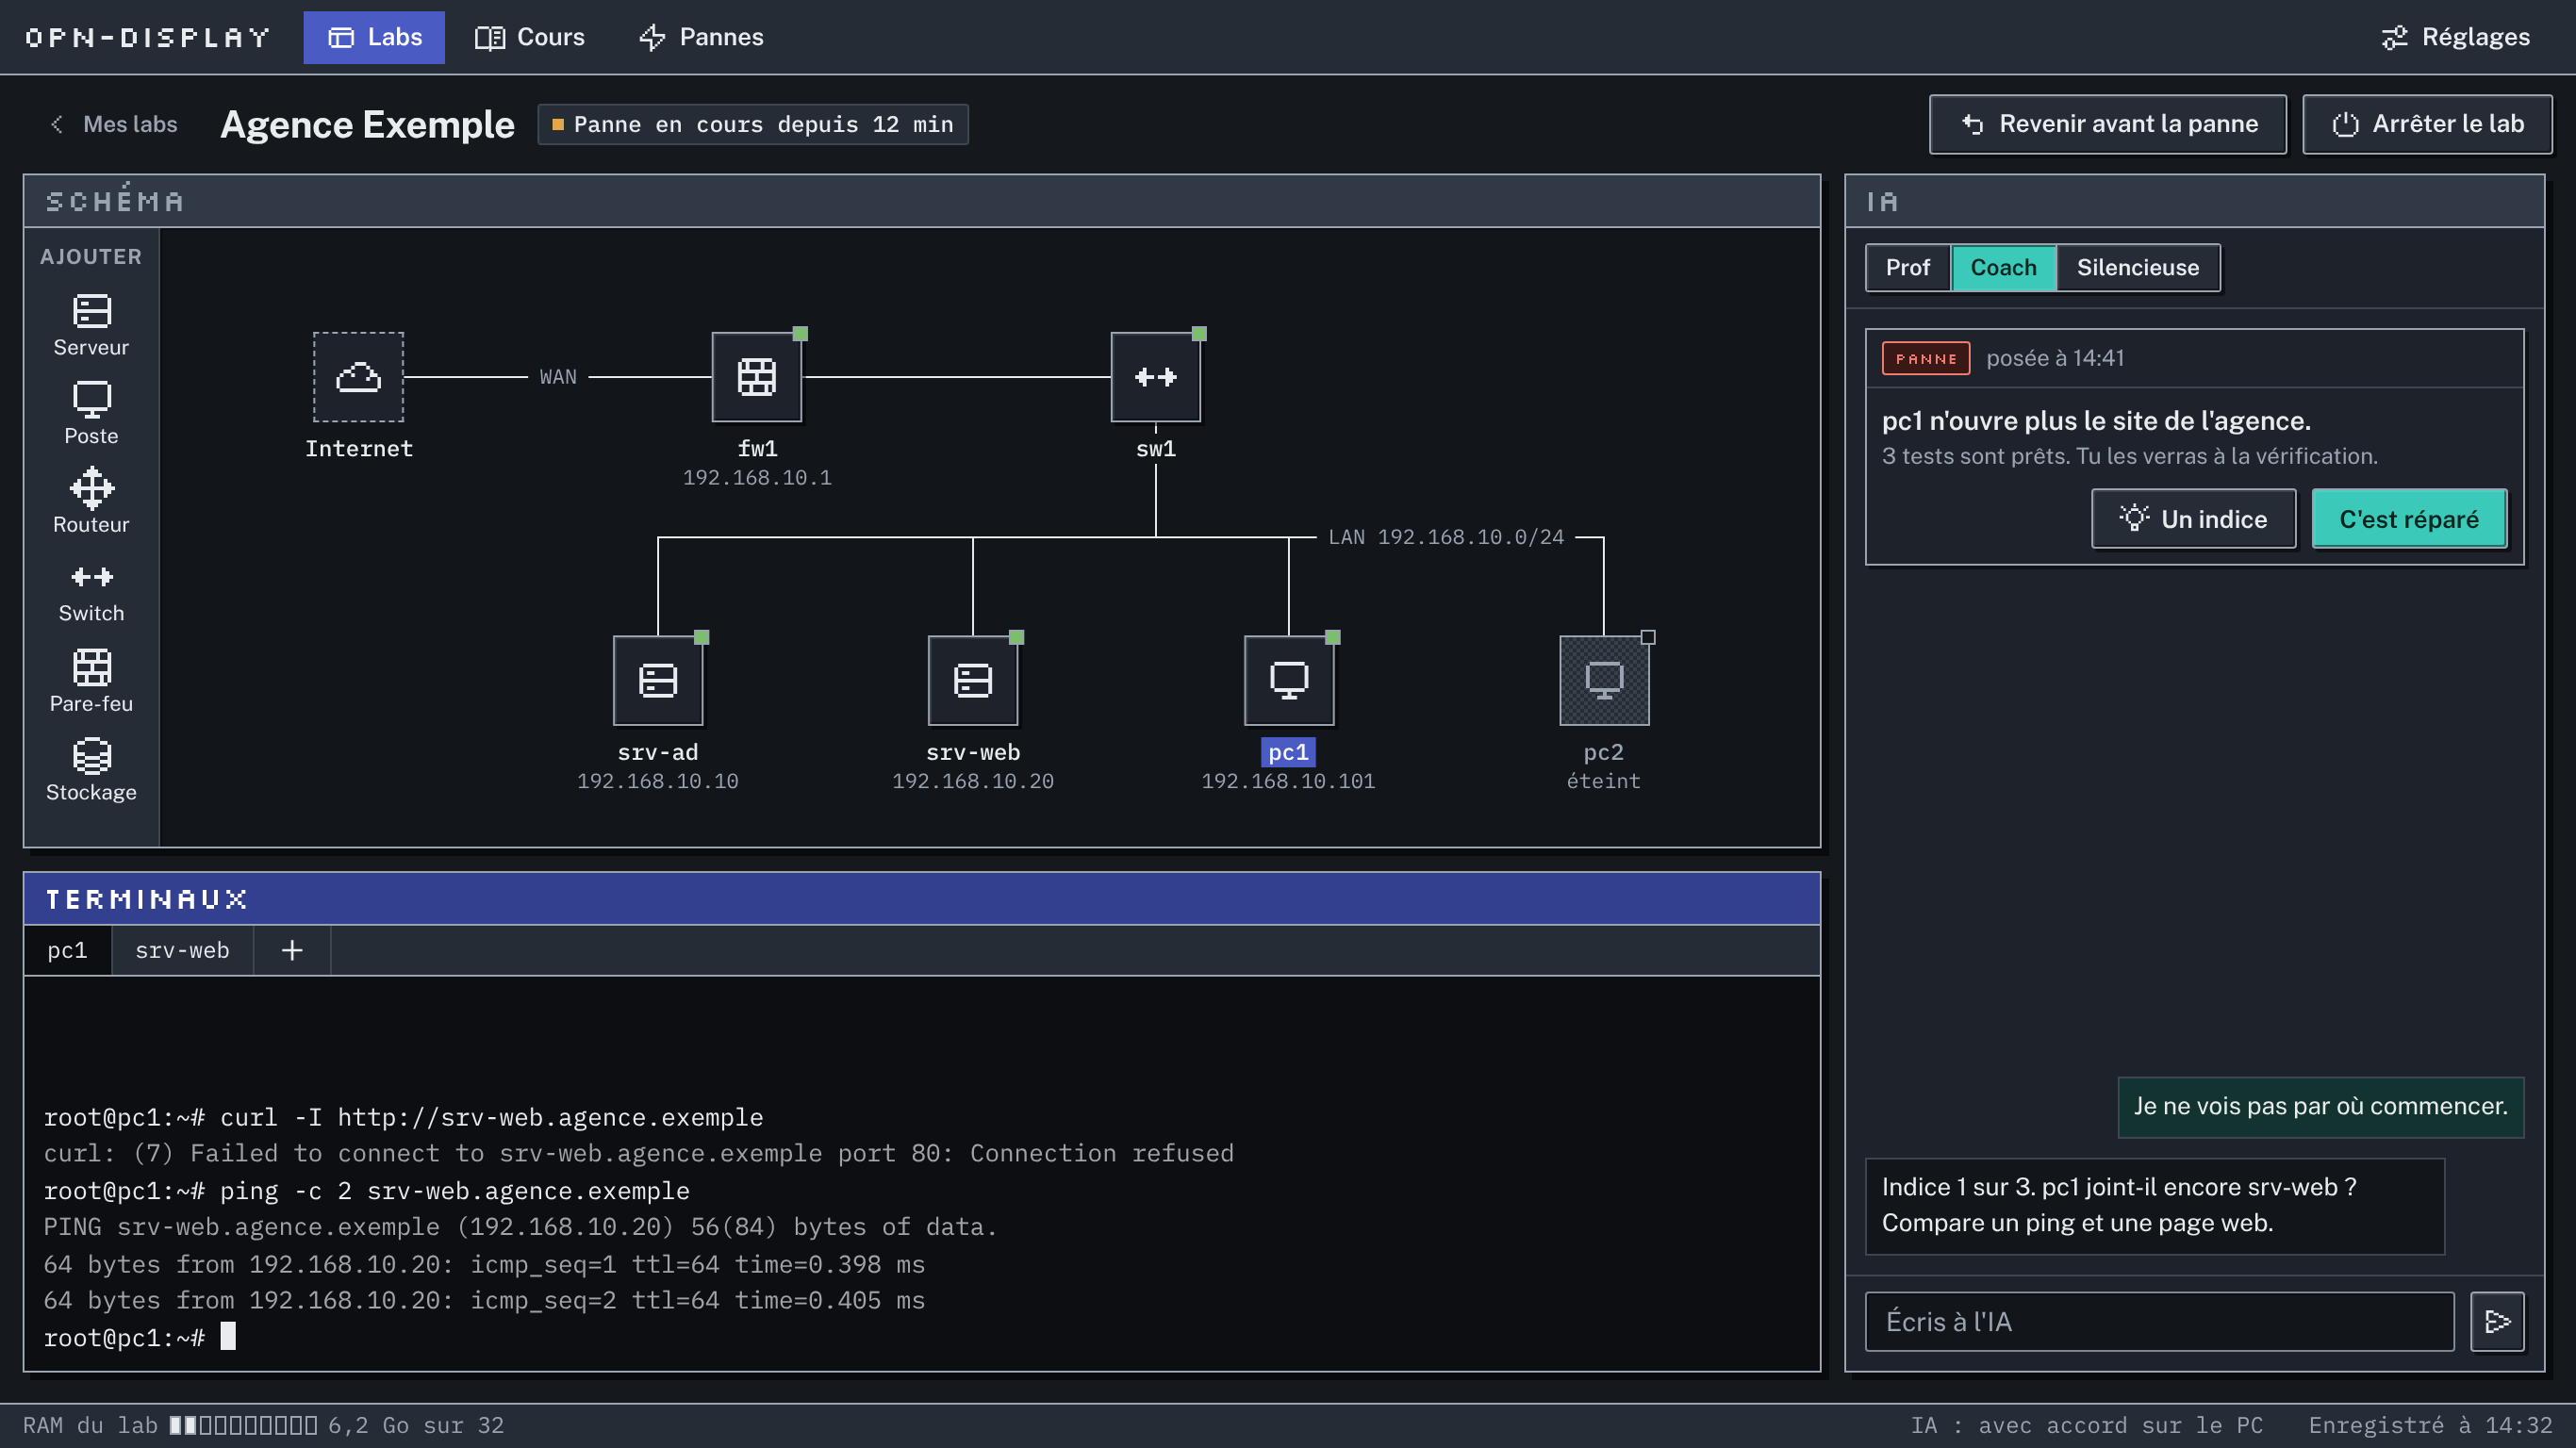 OPN-DISPLAY
Labs
Cours
Pannes
Réglages
Mes labs
Agence Exemple
Panne en cours depuis 12 min
Revenir avant la panne
Arrêter le lab
SCHÉMA
AJOUTER
Serveur
Poste
Routeur
Switch
Pare-feu
Stockage
WAN
Internet
fw1
192.168.10.1
sw1
LAN 192.168.10.0/24
srv-ad
192.168.10.10
srv-web
192.168.10.20
pc1
192.168.10.101
pc2
éteint
TERMINAUX
pc1
srv-web
+
root@pc1:~# curl -I http://srv-web.agence.exemple
curl: (7) Failed to connect to srv-web.agence.exemple port 80: Connection refused
root@pc1:~# ping -c 2 srv-web.agence.exemple
PING srv-web.agence.exemple (192.168.10.20) 56(84) bytes of data.
64 bytes from 192.168.10.20: icmp_seq=1 ttl=64 time=0.398 ms
64 bytes from 192.168.10.20: icmp_seq=2 ttl=64 time=0.405 ms
root@pc1:~#
IA
Prof
Coach
Silencieuse
PANNE
posée à 14:41
pc1 n'ouvre plus le site de l'agence.
3 tests sont prêts. Tu les verras à la vérification.
Un indice
C'est réparé
Je ne vois pas par où commencer.
Indice 1 sur 3. pc1 joint-il encore srv-web ?
Compare un ping et une page web.
Écris à l'IA
RAM du lab
6,2 Go sur 32
IA : avec accord sur le PC
Enregistré à 14:32